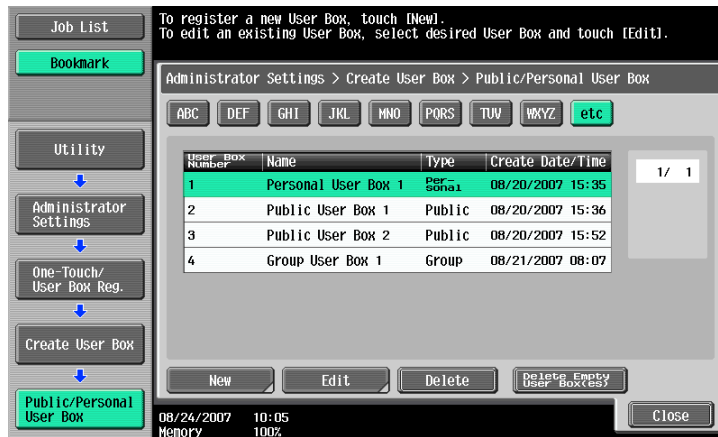 Job List
Bookmark
To register a new User Box, touch [New].
To edit an existing User Box, select desired User Box and touch [Edit].
Administrator Settings > Create User Box > Public/Personal User Box
ABC DEF GHI JKL MNO PQRS TUV WXYZ etc
Utility
Administrator
Settings
One-Touch/
User Box Reg.
Create User Box
Public/Personal
User Box
User Box
Number Name Type Create Date/Time
1 Personal User Box 1 Per-
sonal 08/20/2007 15:35
2 Public User Box 1 Public 08/20/2007 15:36
3 Public User Box 2 Public 08/20/2007 15:52
4 Group User Box 1 Group 08/21/2007 08:07
1/ 1
New Edit Delete Delete Empty
User Box(es)
08/24/2007 10:05
Memory 100%
Close